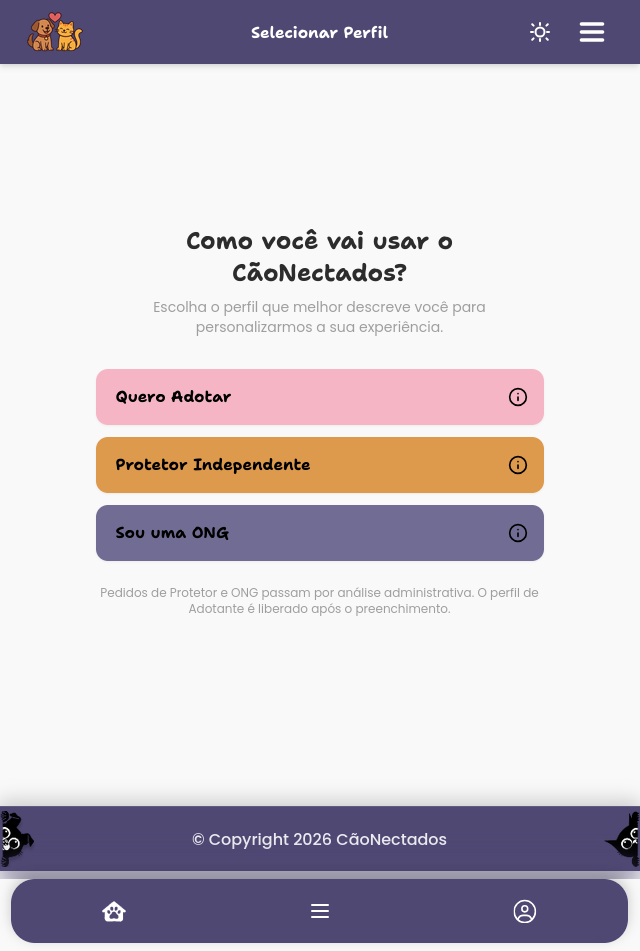 Selecionar Perfil
Como você vai usar o
CãoNectados?
Escolha o perfil que melhor descreve você para
personalizarmos a sua experiência.
Quero Adotar
Protetor Independente
Sou uma ONG
Pedidos de Protetor e ONG passam por análise administrativa. O perfil de
Adotante é liberado após o preenchimento.
© Copyright 2026 CãoNectados